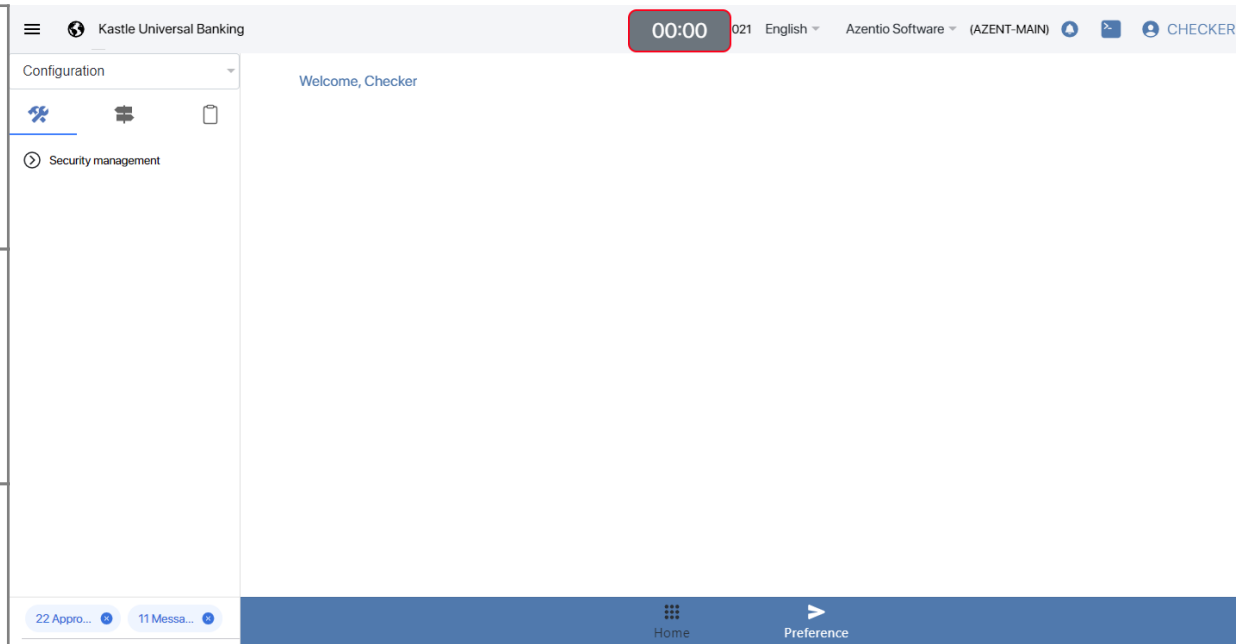 Kastle Universal Banking
00:00
021 English Azentio Software (AZENT-MAIN) CHECKER
Configuration
Welcome, Checker
Security management
22 Appro... 11 Messa...
Home
Preference